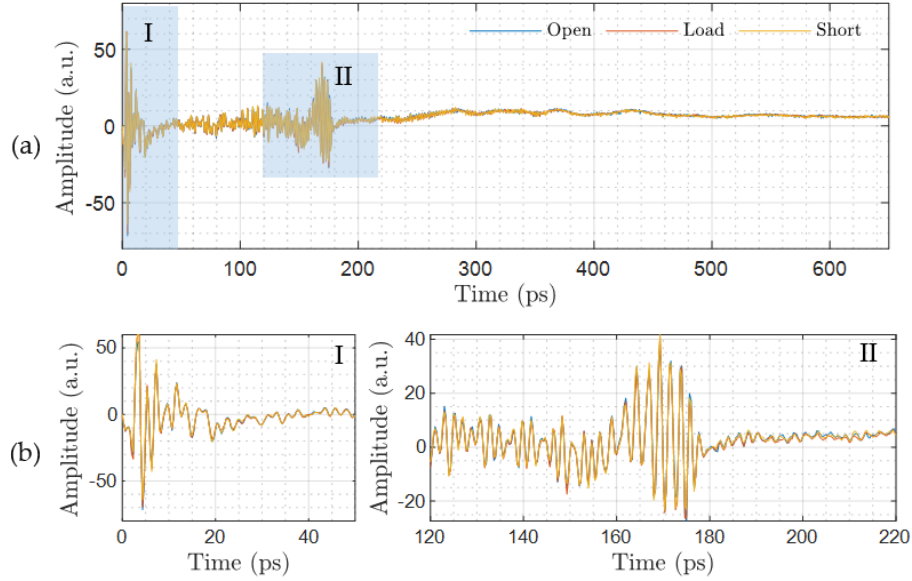 I
II
Open Load Short
50
0
-50
Amplitude (a.u.)
(a)
0 100 200 300 400 500 600
Time (ps)
I
50
0
-50
Amplitude (a.u.)
(b)
0 20 40
Time (ps)
II
40
20
0
-20
Amplitude (a.u.)
120 140 160 180 200 220
Time (ps)